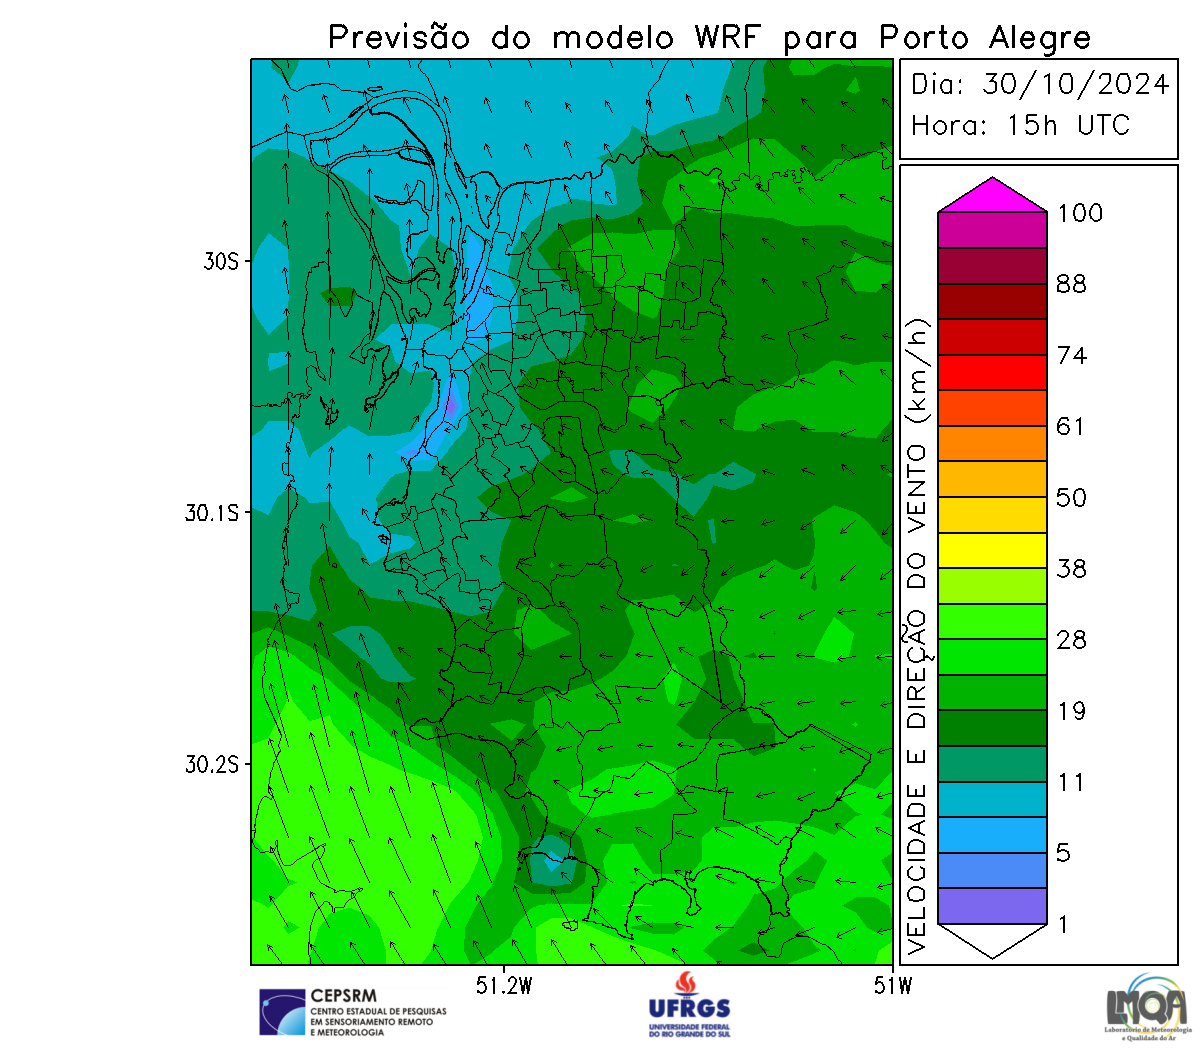 Previsão do modelo WRF para Porto Alegre
Dia: 30/10/2024
Hora: 15h UTC
30S
30.1S
30.2S
51.2W
51W
VELOCIDADE E DIREÇÃO DO VENTO (km/h)
100
88
74
61
50
38
28
19
11
5
1
CEPSRM
CENTRO ESTADUAL DE PESQUISAS
EM SENSORIAMENTO REMOTO
E METEOROLOGIA
UFRGS
UNIVERSIDADE FEDERAL
DO RIO GRANDE DO SUL
LMQA
Laboratório de Meteorologia
e Qualidade do Ar